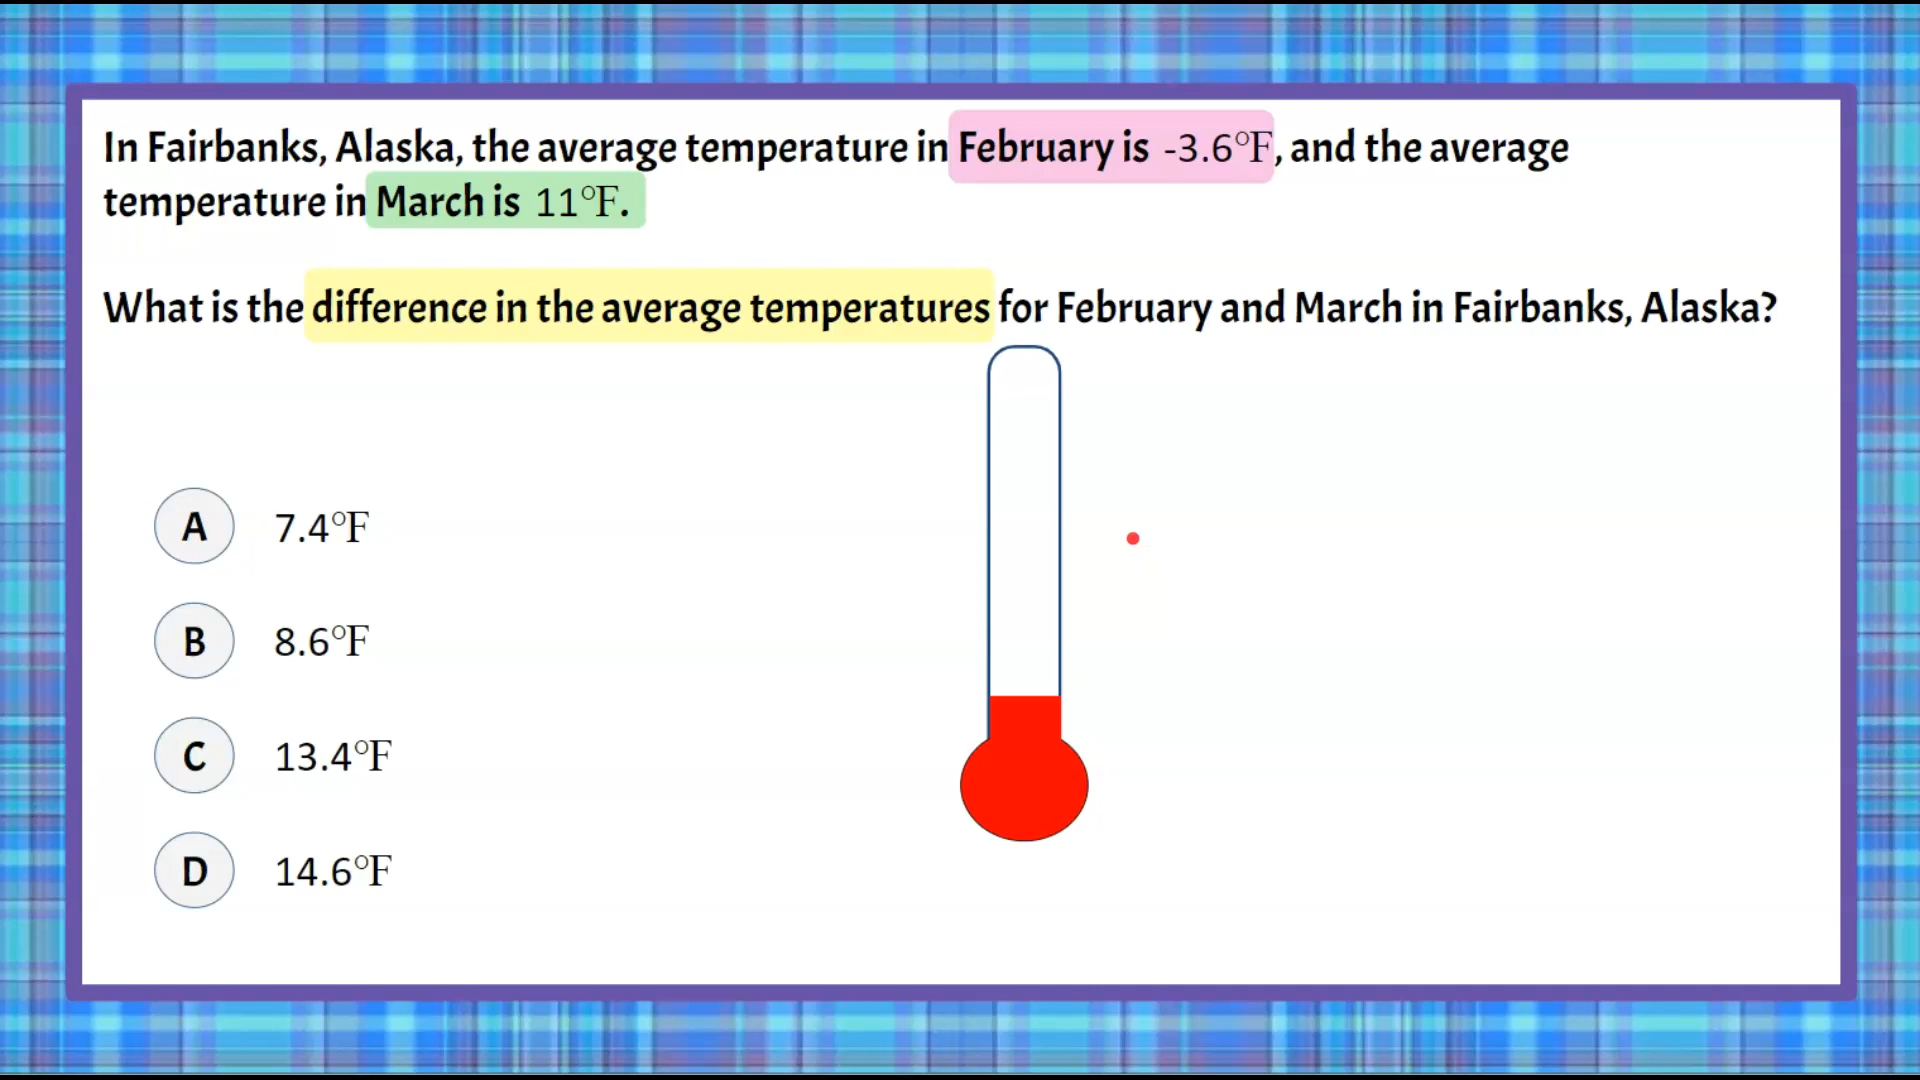 In Fairbanks, Alaska, the average temperature in February is -3.6°F, and the average
temperature in March is 11°F.
What is the difference in the average temperatures for February and March in Fairbanks, Alaska?
A 7.4°F
B 8.6°F
C 13.4°F
D 14.6°F